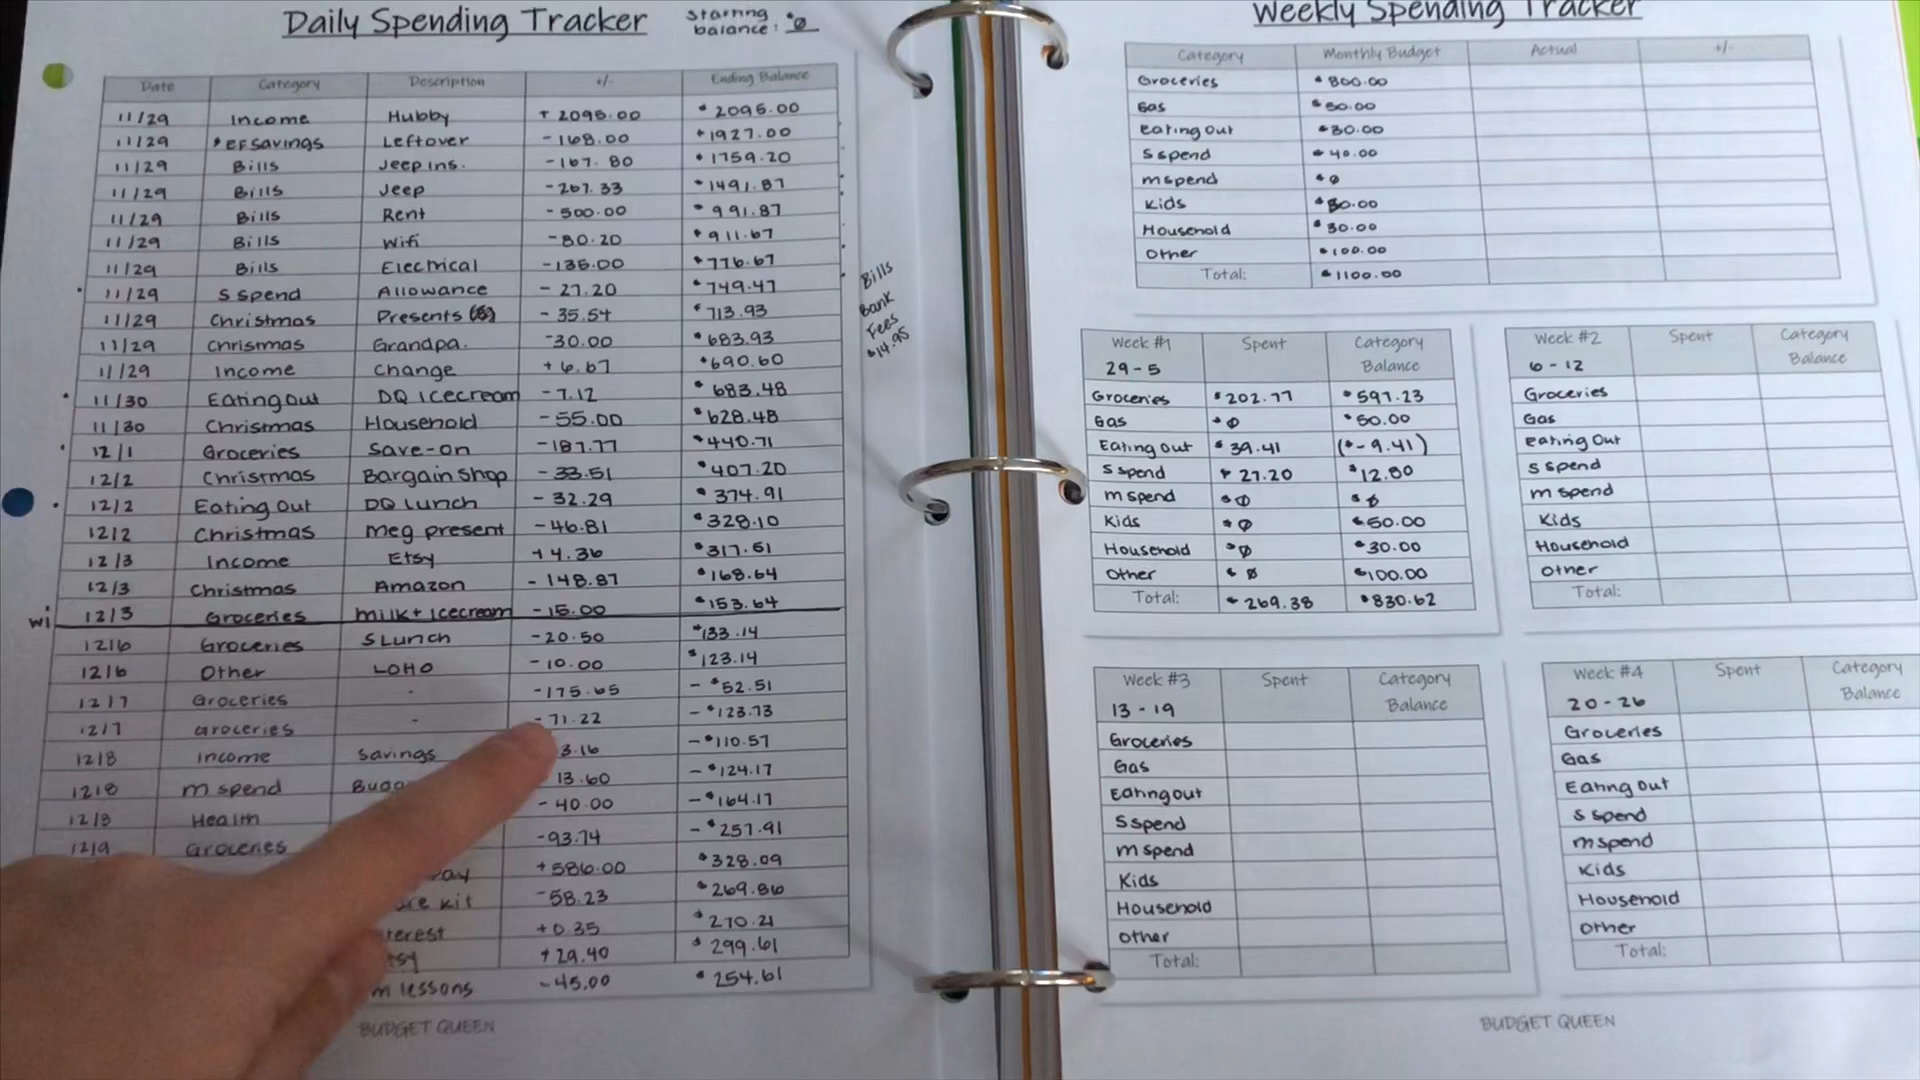 Daily Spending Tracker
starting balance: $0
Date Category Description +/- Ending Balance
11/29 Income Hubby + 2095.00 $2095.00
11/29 *EF Savings Leftover -168.00 $1927.00
11/29 Bills Jeep ins. -167.80 $1759.20
11/29 Bills Jeep -267.33 $1491.87
11/29 Bills Rent -500.00 $991.87
11/29 Bills Wifi -80.20 $911.67
11/29 Bills Electrical -135.00 $776.67
11/29 S spend Allowance -27.20 $749.47
11/29 Christmas Presents -35.54 $713.93
11/29 Christmas Grandpa. -30.00 $683.93
11/29 Income Change + 6.67 $690.60
11/30 Eating out DQ icecream -7.12 $683.48
11/30 Christmas Household -55.00 $628.48
12/1 Groceries Save-on -187.77 $440.71
12/2 Christmas Bargain Shop -33.51 $407.20
12/2 Eating Out DQ Lunch -32.29 $374.91
12/2 Christmas meg present -46.81 $328.10
12/3 Income Etsy +4.36 $317.51
12/3 Christmas Amazon -148.87 $168.64
w1 12/3 Groceries milk + icecream -15.00 $153.64
12/6 Groceries S Lunch -20.50 $133.14
12/6 Other LOHO -10.00 $123.14
12/7 Groceries - -175.65 -$52.51
12/7 Groceries - -71.22 -$123.73
12/8 Income Savings 3.16 -$110.57
12/8 m spend 13.60 -$124.17
12/8 Health -40.00 -$164.17
12/9 Groceries -93.74 -$257.91
+586.00 $328.09
kit -58.23 $269.86
+0.35 $270.21
+29.40 $299.61
lessons -45.00 $254.61
Bills
Bank
Fees
$14.95
BUDGET QUEEN
Weekly Spending Tracker
Category Monthly Budget Actual +/-
Groceries $800.00
Gas $50.00
eating out $30.00
S spend $40.00
m spend $0
Kids $50.00
Household $30.00
Other $100.00
Total: $1100.00
Week #1 Spent Category Balance
29-5
Groceries $202.77 $597.23
Gas $0 $50.00
Eating Out $39.41 ($-9.41)
S spend $27.20 $12.80
m spend $0 $0
Kids $0 $50.00
Household $0 $30.00
Other $0 $100.00
Total: $269.38 $830.62
Week #2 Spent Category Balance
6-12
Groceries
Gas
eating Out
S spend
m spend
Kids
Household
Other
Total:
Week #3 Spent Category Balance
13-19
Groceries
Gas
Eating out
S spend
m spend
Kids
Household
other
Total:
Week #4 Spent Category Balance
20-26
Groceries
Gas
Eating out
S spend
m spend
Kids
Household
Other
Total:
BUDGET QUEEN